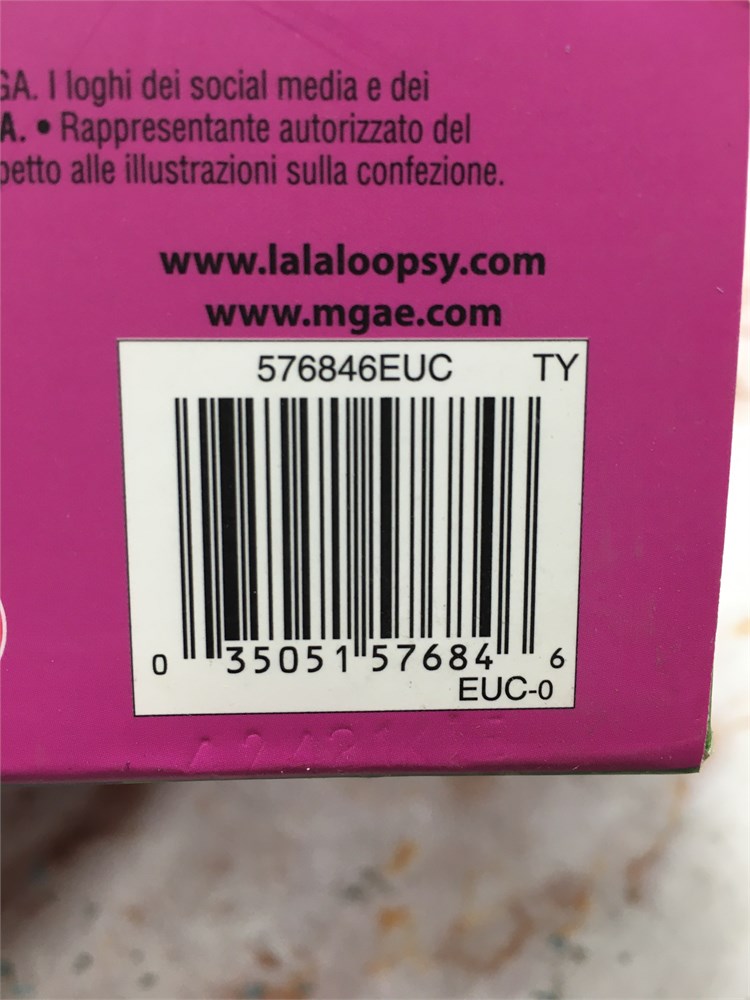 GA. I loghi dei social media e dei
A. • Rappresentante autorizzato del
petto alle illustrazioni sulla confezione.
www.lalaloopsy.com
www.mgae.com
576846EUC TY
0 35051 57684 6
EUC-0